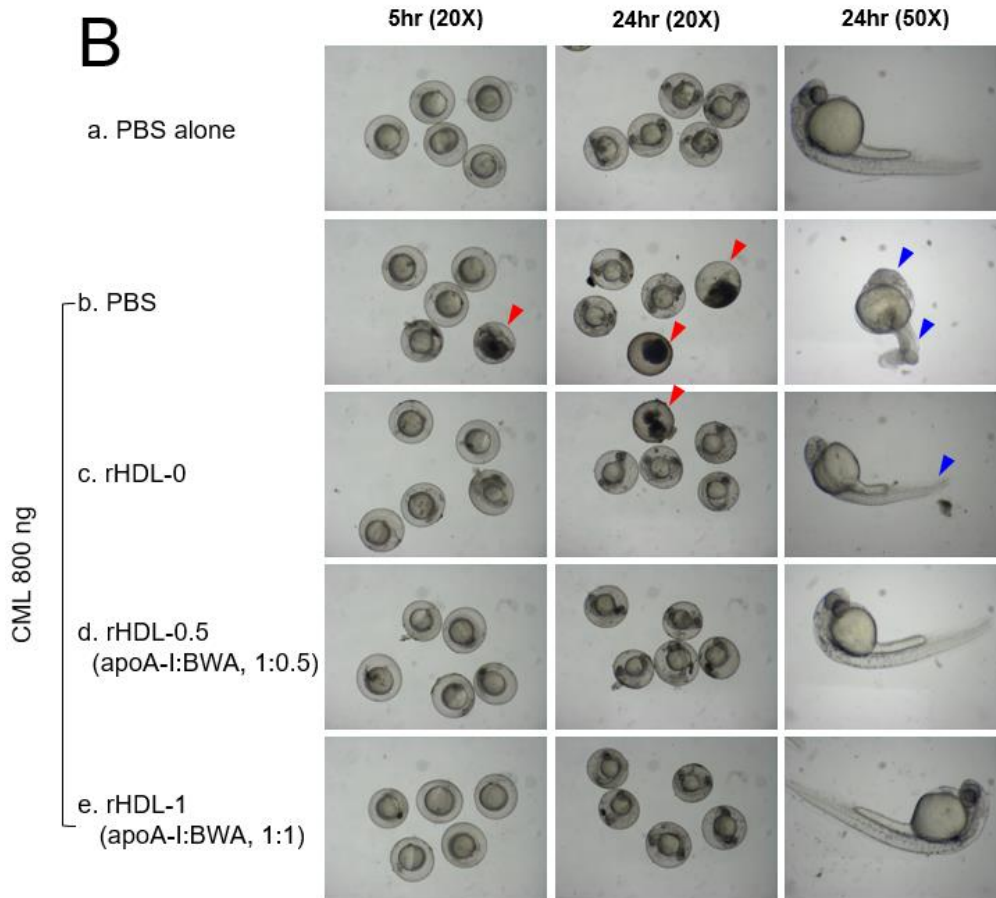 B
5hr (20X) 24hr (20X) 24hr (50X)
a. PBS alone
b. PBS
c. rHDL-0
d. rHDL-0.5
(apoA-I:BWA, 1:0.5)
e. rHDL-1
(apoA-I:BWA, 1:1)
CML 800 ng